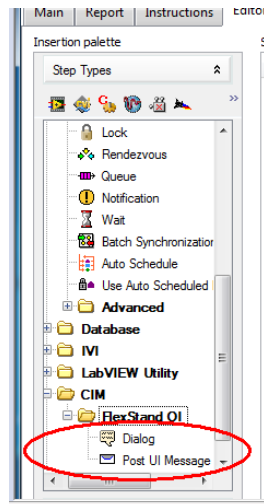 Main Report Instructions Editor
Insertion palette
Step Types
Lock
Rendezvous
Queue
Notification
Wait
Batch Synchronization
Auto Schedule
Use Auto Scheduled
Advanced
Database
IVI
LabVIEW Utility
CIM
FlexStand OI
Dialog
Post UI Message